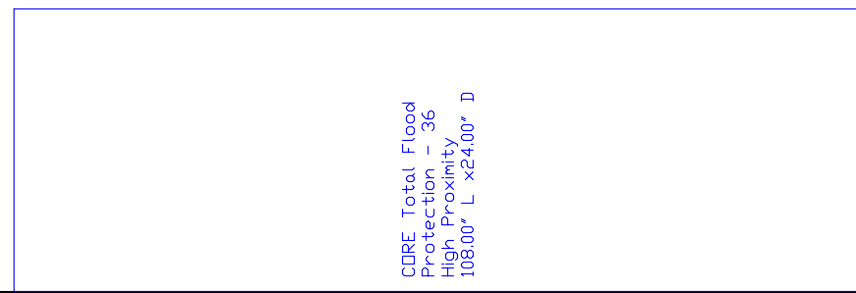 CORE Total Flood
Protection - 36
High Proximity
108.00" L x24.00" D